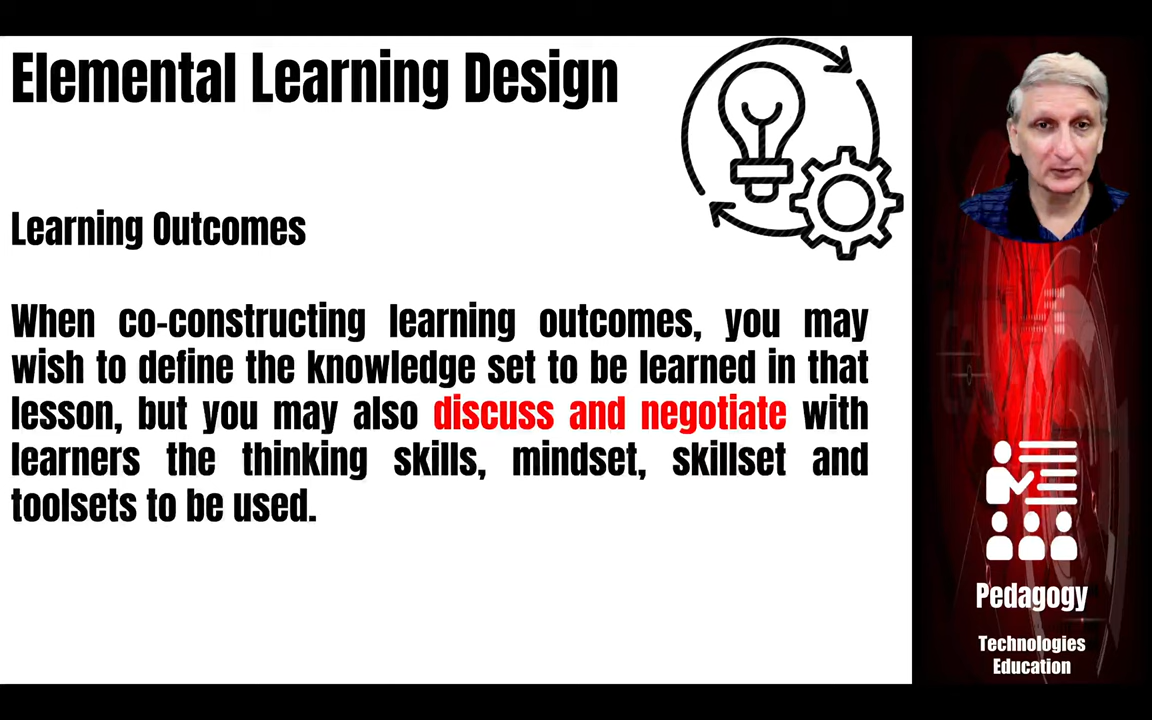 Elemental Learning Design
Learning Outcomes
When co-constructing learning outcomes, you may
wish to define the knowledge set to be learned in that
lesson, but you may also discuss and negotiate with
learners the thinking skills, mindset, skillset and
toolsets to be used.
Pedagogy
Technologies
Education